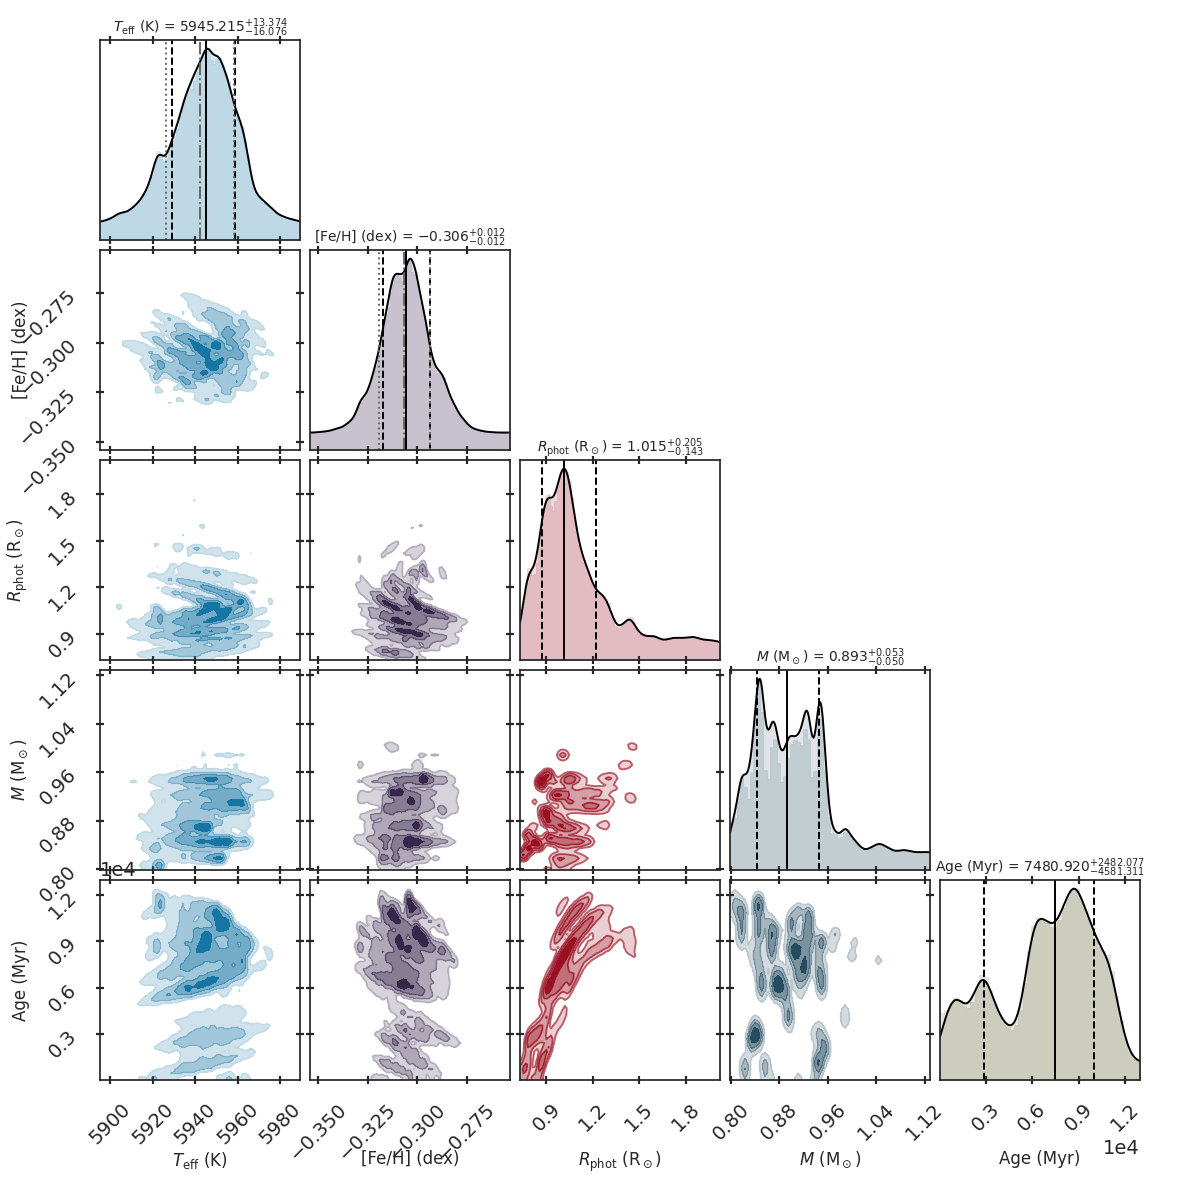 T_eff (K) = 5945.215^{+13.374}_{−16.076}
[Fe/H] (dex) = −0.306^{+0.012}_{−0.012}
[Fe/H] (dex)
−0.275
−0.300
−0.325
−0.350
R_phot (R_⊙) = 1.015^{+0.205}_{−0.143}
R_phot (R_⊙)
1.8
1.5
1.2
0.9
M (M_⊙) = 0.893^{+0.053}_{−0.050}
M (M_⊙)
1.12
1.04
0.96
0.88
0.80
1e4
Age (Myr) = 7480.920^{+2482.077}_{−4581.311}
Age (Myr)
1.2
0.9
0.6
0.3
5900 5920 5940 5960 5980
−0.350 −0.325 −0.300 −0.275
0.9 1.2 1.5 1.8
0.80 0.88 0.96 1.04 1.12
0.3 0.6 0.9 1.2
1e4
T_eff (K)
[Fe/H] (dex)
R_phot (R_⊙)
M (M_⊙)
Age (Myr)